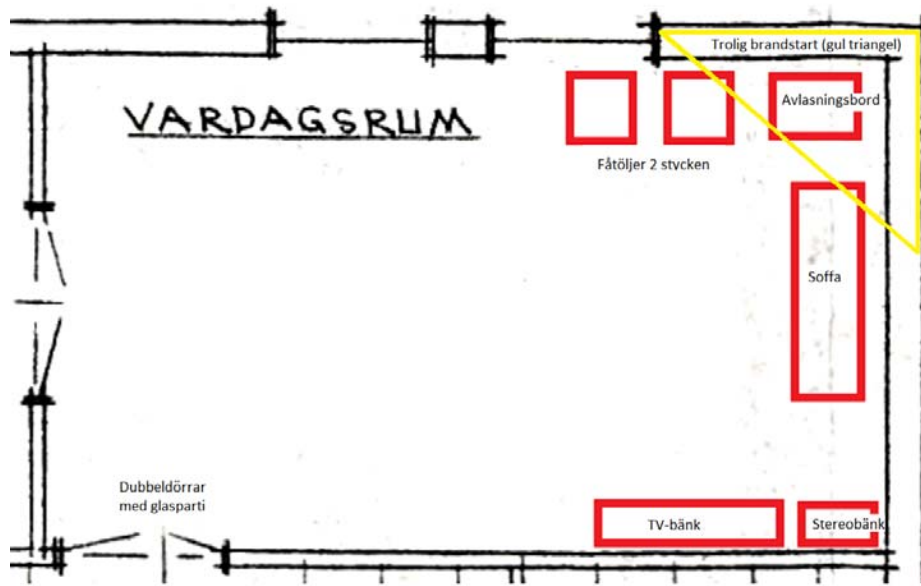 Trolig brandstart (gul triangel)
Avlasningsbord
VARDAGSRUM
Fåtöljer 2 stycken
Soffa
Dubbeldörrar
med glasparti
TV-bänk
Stereobänk